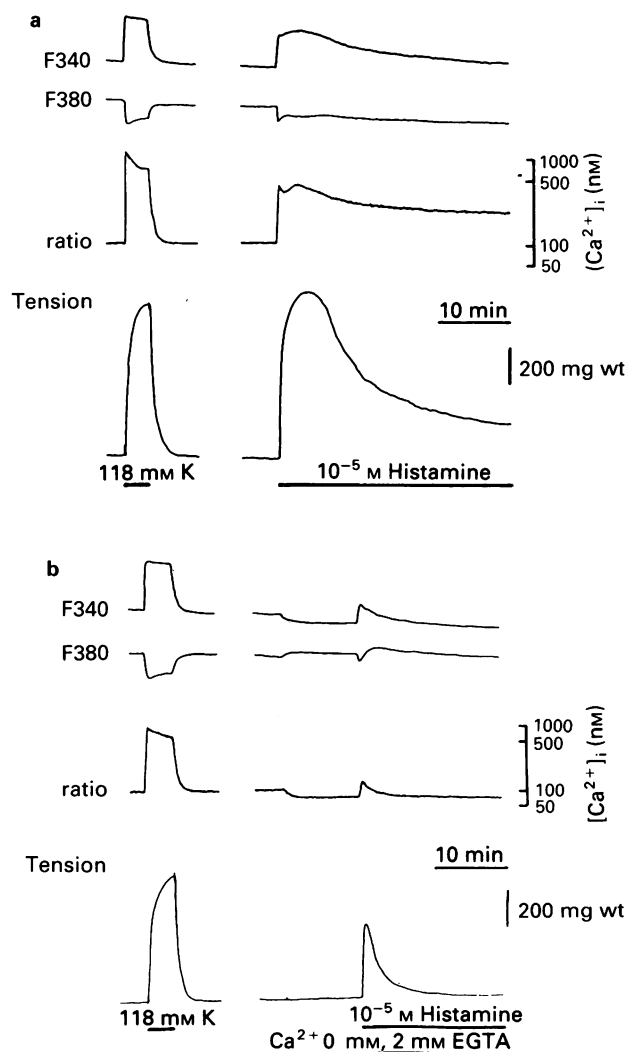 a
F340
F380
ratio
1000
500
100
50
(Ca²⁺]ᵢ (nM)
Tension
10 min
200 mg wt
118 mM K
10⁻⁵ M Histamine
b
F340
F380
ratio
1000
500
100
50
[Ca²⁺]ᵢ (nM)
Tension
10 min
200 mg wt
118 mM K
10⁻⁵ M Histamine
Ca²⁺ 0 mM, 2 mM EGTA